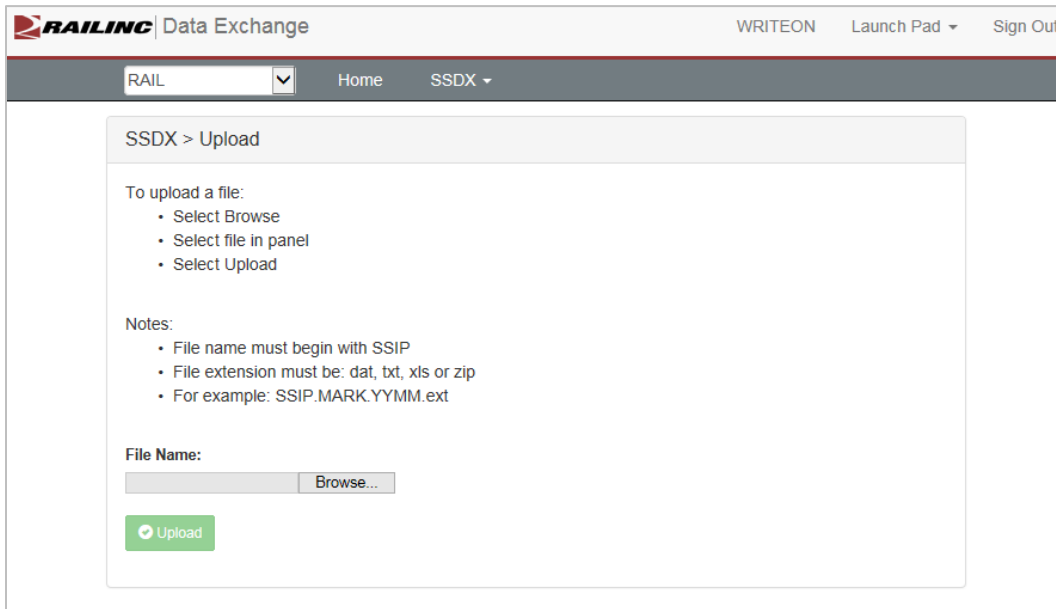 RAILINC Data Exchange WRITEON Launch Pad Sign Out
RAIL Home SSDX
SSDX > Upload
To upload a file:
• Select Browse
• Select file in panel
• Select Upload
Notes:
• File name must begin with SSIP
• File extension must be: dat, txt, xls or zip
• For example: SSIP.MARK.YYMM.ext
File Name:
Browse...
Upload